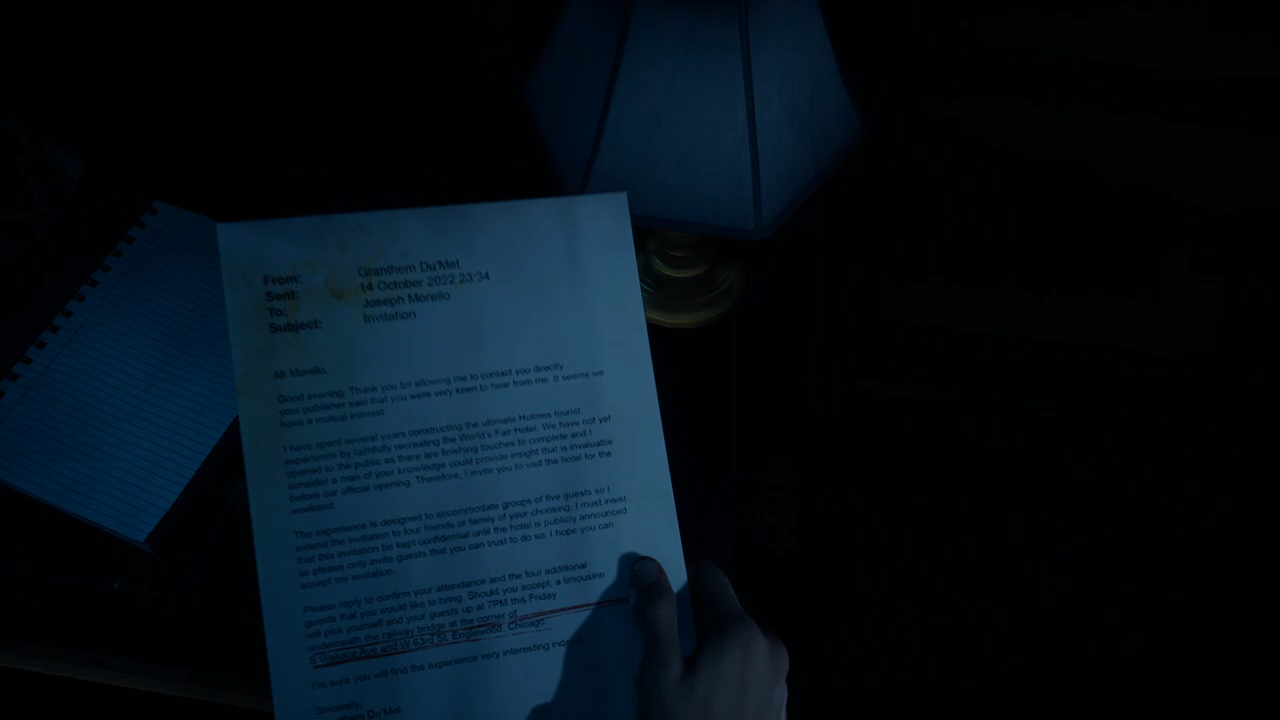 From: Granthem Du'Met
Sent: 14 October 2022 23:34
To: Joseph Morello
Subject: Invitation
Mr Morello,
Good evening. Thank you for allowing me to contact you directly -
your publisher said that you were very keen to hear from me. It seems we
have a mutual interest.
I have spent several years constructing the ultimate Holmes tourist
experience by faithfully recreating the World's Fair Hotel. We have not yet
opened to the public as there are finishing touches to complete and I
consider a man of your knowledge could provide insight that is invaluable
before our official opening. Therefore, I invite you to visit the hotel for the
weekend.
The experience is designed to accommodate groups of five guests so I
extend the invitation to four friends or family of your choosing. I must insist
that this invitation be kept confidential until the hotel is publicly announced
so please only invite guests that you can trust to do so. I hope you can
accept my invitation.
Please reply to confirm your attendance and the four additional
guests that you would like to bring. Should you accept, a limousine
will pick yourself and your guests up at 7PM this Friday
underneath the railway bridge at the corner of
S Wallace Ave and W 63rd St, Englewood, Chicago.
I'm sure you will find the experience very interesting
Sincerely,
Du'Met